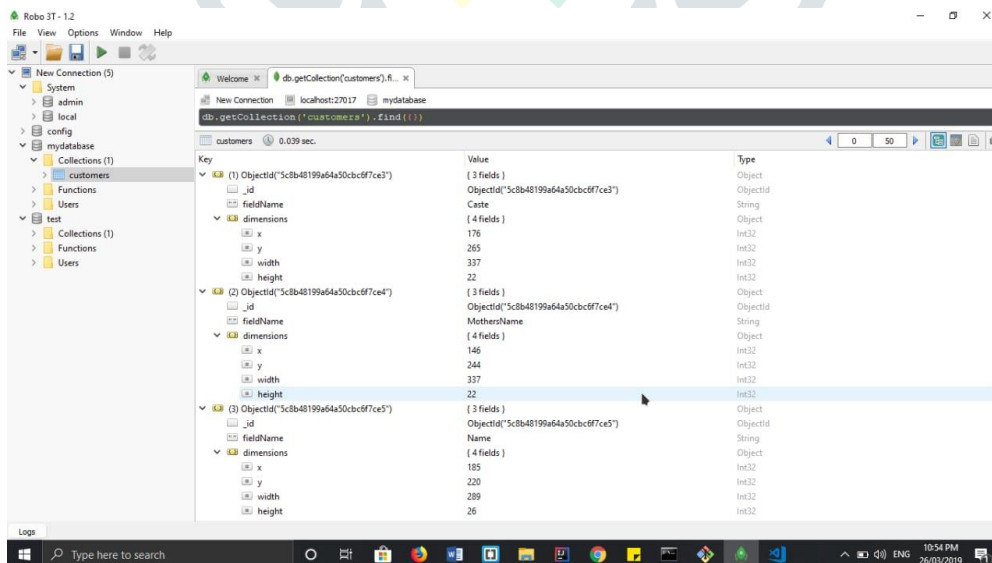 Robo 3T - 1.2
File View Options Window Help
New Connection (5)
System
admin
local
config
mydatabase
Collections (1)
customers
Functions
Users
test
Collections (1)
Functions
Users
Welcome db.getCollection('customers').fi...
New Connection localhost:27017 mydatabase
db.getCollection('customers').find({})
customers 0.039 sec. 0 50
Key Value Type
(1) ObjectId("5c8b48199a64a50cbc6f7ce3") { 3 fields } Object
_id ObjectId("5c8b48199a64a50cbc6f7ce3") ObjectId
fieldName Caste String
dimensions { 4 fields } Object
x 176 Int32
y 265 Int32
width 337 Int32
height 22 Int32
(2) ObjectId("5c8b48199a64a50cbc6f7ce4") { 3 fields } Object
_id ObjectId("5c8b48199a64a50cbc6f7ce4") ObjectId
fieldName MothersName String
dimensions { 4 fields } Object
x 146 Int32
y 244 Int32
width 337 Int32
height 22 Int32
(3) ObjectId("5c8b48199a64a50cbc6f7ce5") { 3 fields } Object
_id ObjectId("5c8b48199a64a50cbc6f7ce5") ObjectId
fieldName Name String
dimensions { 4 fields } Object
x 185 Int32
y 220 Int32
width 289 Int32
height 26 Int32
Logs
Type here to search
ENG
10:54 PM
26/03/2019